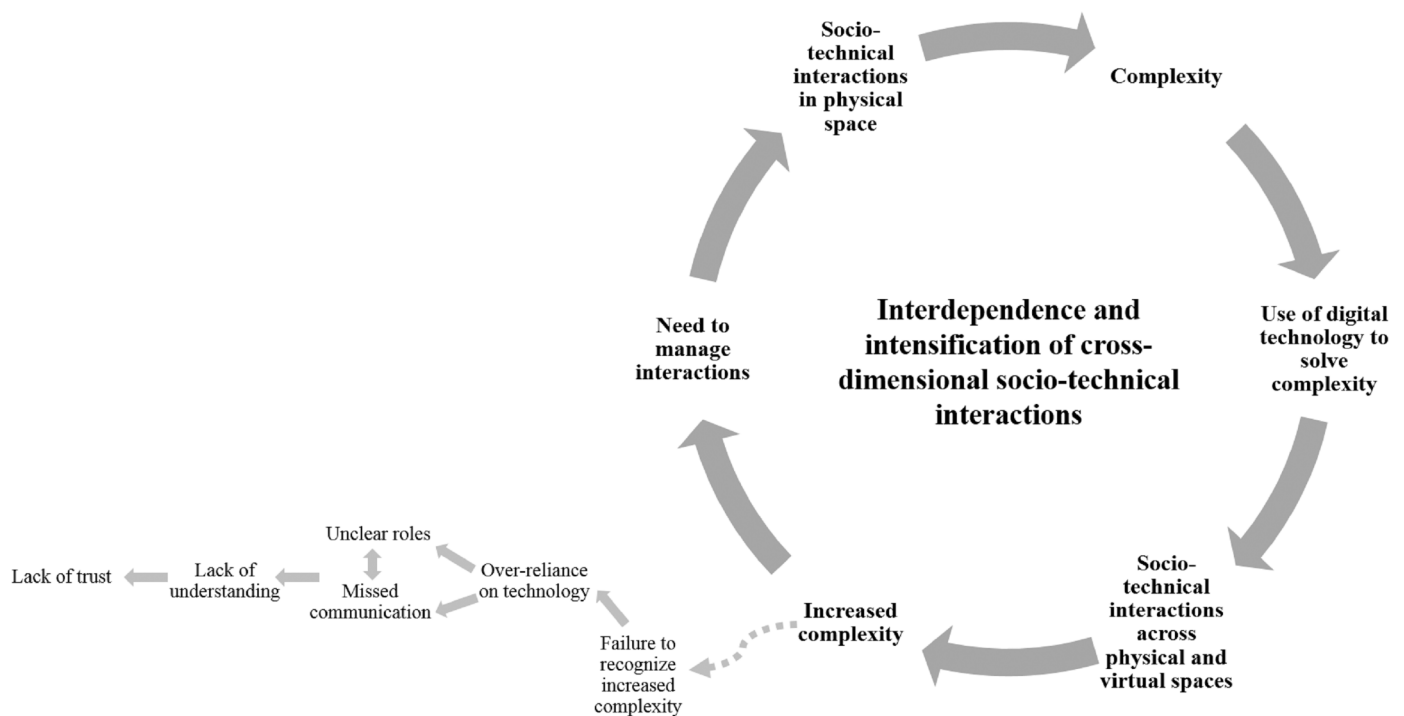 Socio-
technical
interactions
in physical
space
Complexity
Use of digital
technology to
solve
complexity
Socio-
technical
interactions
across
physical and
virtual spaces
Increased
complexity
Need to
manage
interactions
Interdependence and
intensification of cross-
dimensional socio-technical
interactions
Failure to
recognize
increased
complexity
Over-reliance
on technology
Unclear roles
Missed
communication
Lack of
understanding
Lack of trust